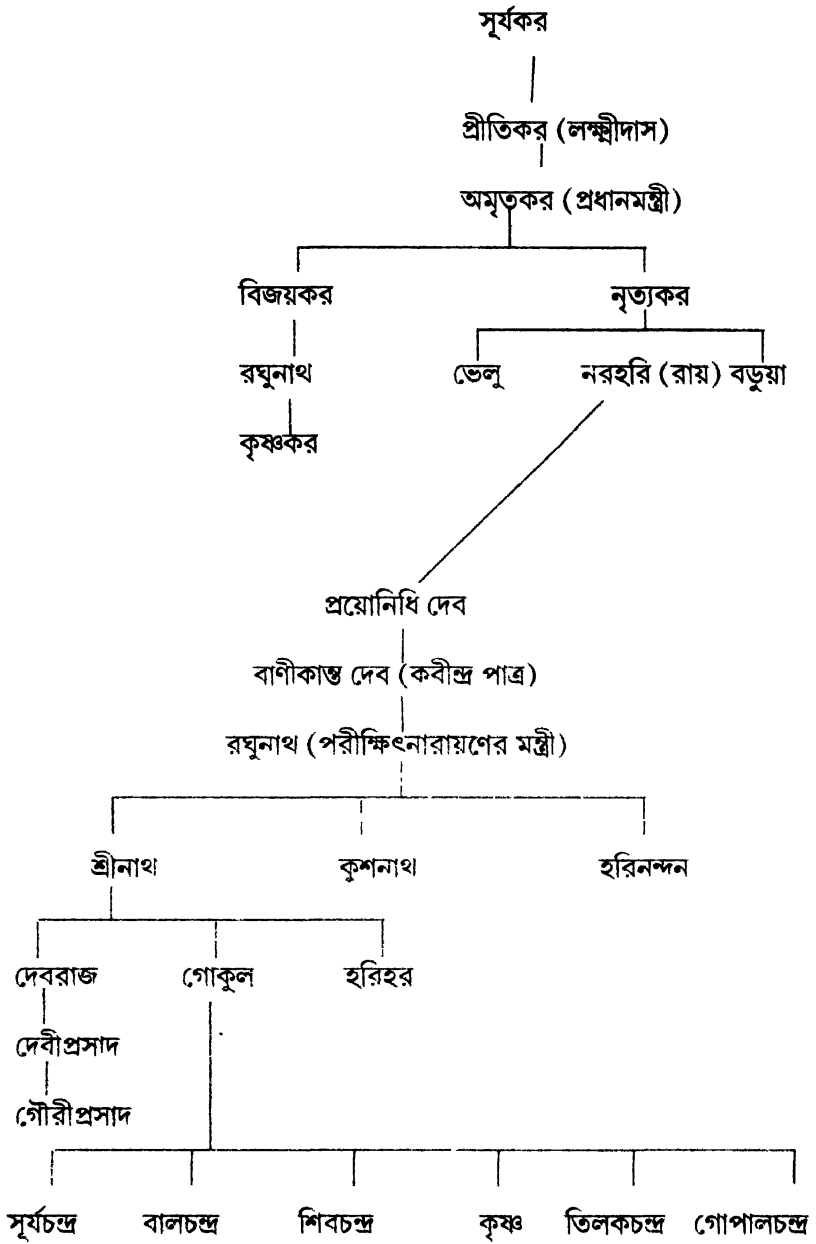 সূর্যকর
প্রীতিকর (লক্ষ্মীদাস)
অমৃতকর (প্রধানমন্ত্রী)
বিজয়কর নৃত্যকর
রঘুনাথ ভেলু নরহরি (রায়) বড়ুয়া
কৃষ্ণকর
প্রয়োনিধি দেব
বাণীকান্ত দেব (কবীন্দ্র পাত্র)
রঘুনাথ (পরীক্ষিৎনারায়ণের মন্ত্রী)
শ্রীনাথ কুশনাথ হরিনন্দন
দেবরাজ গোকুল হরিহর
দেবীপ্রসাদ
গৌরীপ্রসাদ
সূর্যচন্দ্র বালচন্দ্র শিবচন্দ্র কৃষ্ণ তিলকচন্দ্র গোপালচন্দ্র